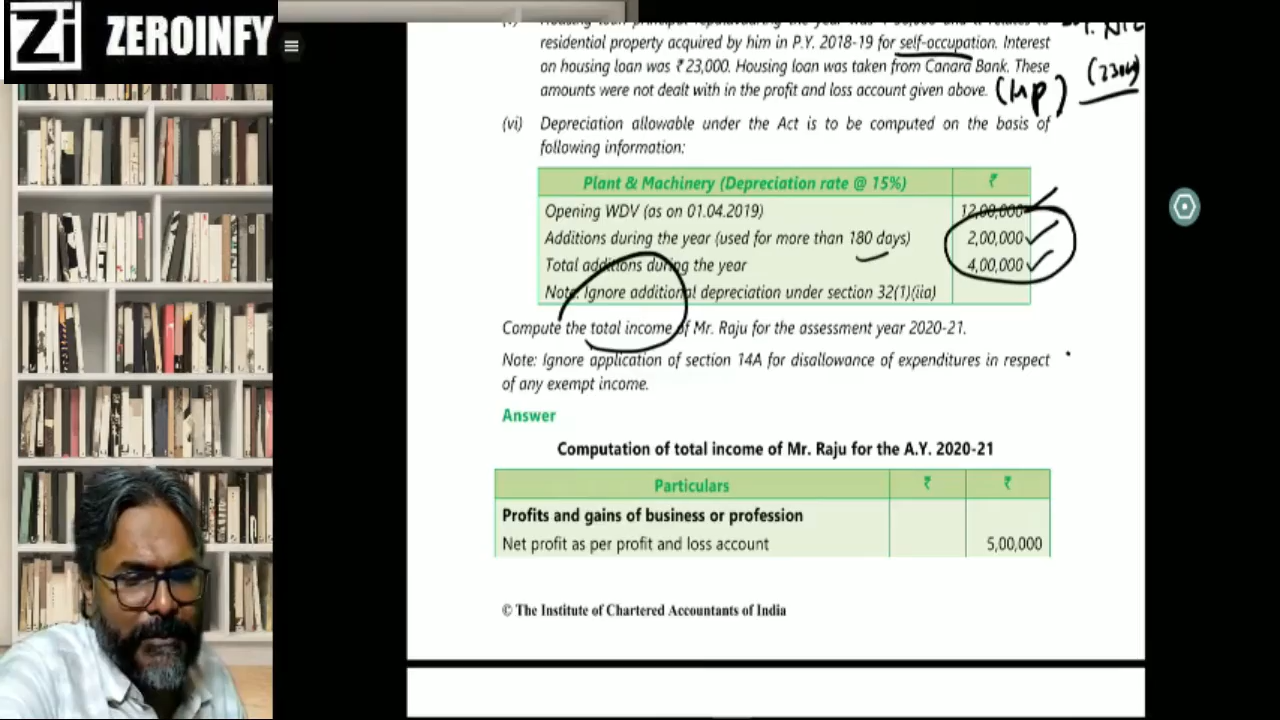 ZEROINFY
residential property acquired by him in P.Y. 2018-19 for self-occupation. Interest
on housing loan was ₹ 23,000. Housing loan was taken from Canara Bank. These
amounts were not dealt with in the profit and loss account given above. (HP)
(vi) Depreciation allowable under the Act is to be computed on the basis of
following information:
Plant & Machinery (Depreciation rate @ 15%) ₹
Opening WDV (as on 01.04.2019) 12,00,000
Additions during the year (used for more than 180 days) 2,00,000
Total additions during the year 4,00,000
Note: Ignore additional depreciation under section 32(1)(iia)
Compute the total income of Mr. Raju for the assessment year 2020-21.
Note: Ignore application of section 14A for disallowance of expenditures in respect
of any exempt income.
Answer
Computation of total income of Mr. Raju for the A.Y. 2020-21
Particulars ₹ ₹
Profits and gains of business or profession
Net profit as per profit and loss account 5,00,000
© The Institute of Chartered Accountants of India